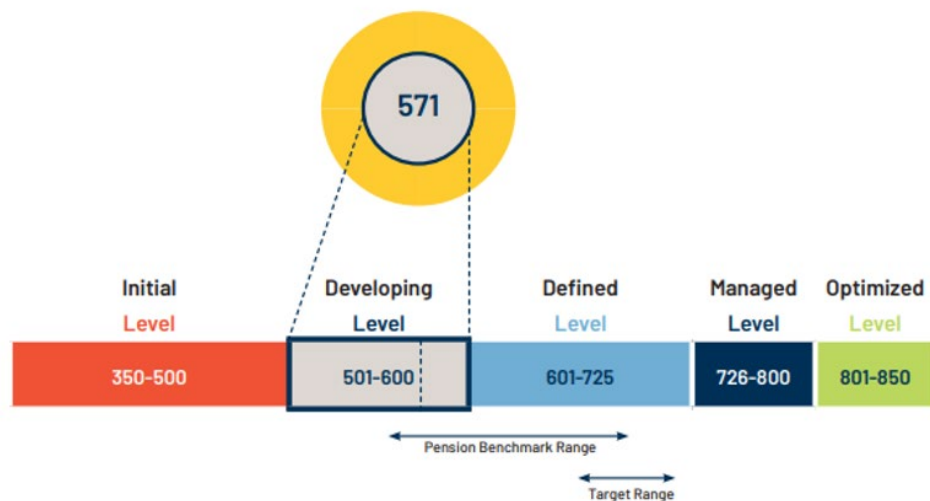 571
Initial
Level
Developing
Level
Defined
Level
Managed
Level
Optimized
Level
350-500
501-600
601-725
726-800
801-850
Pension Benchmark Range
Target Range